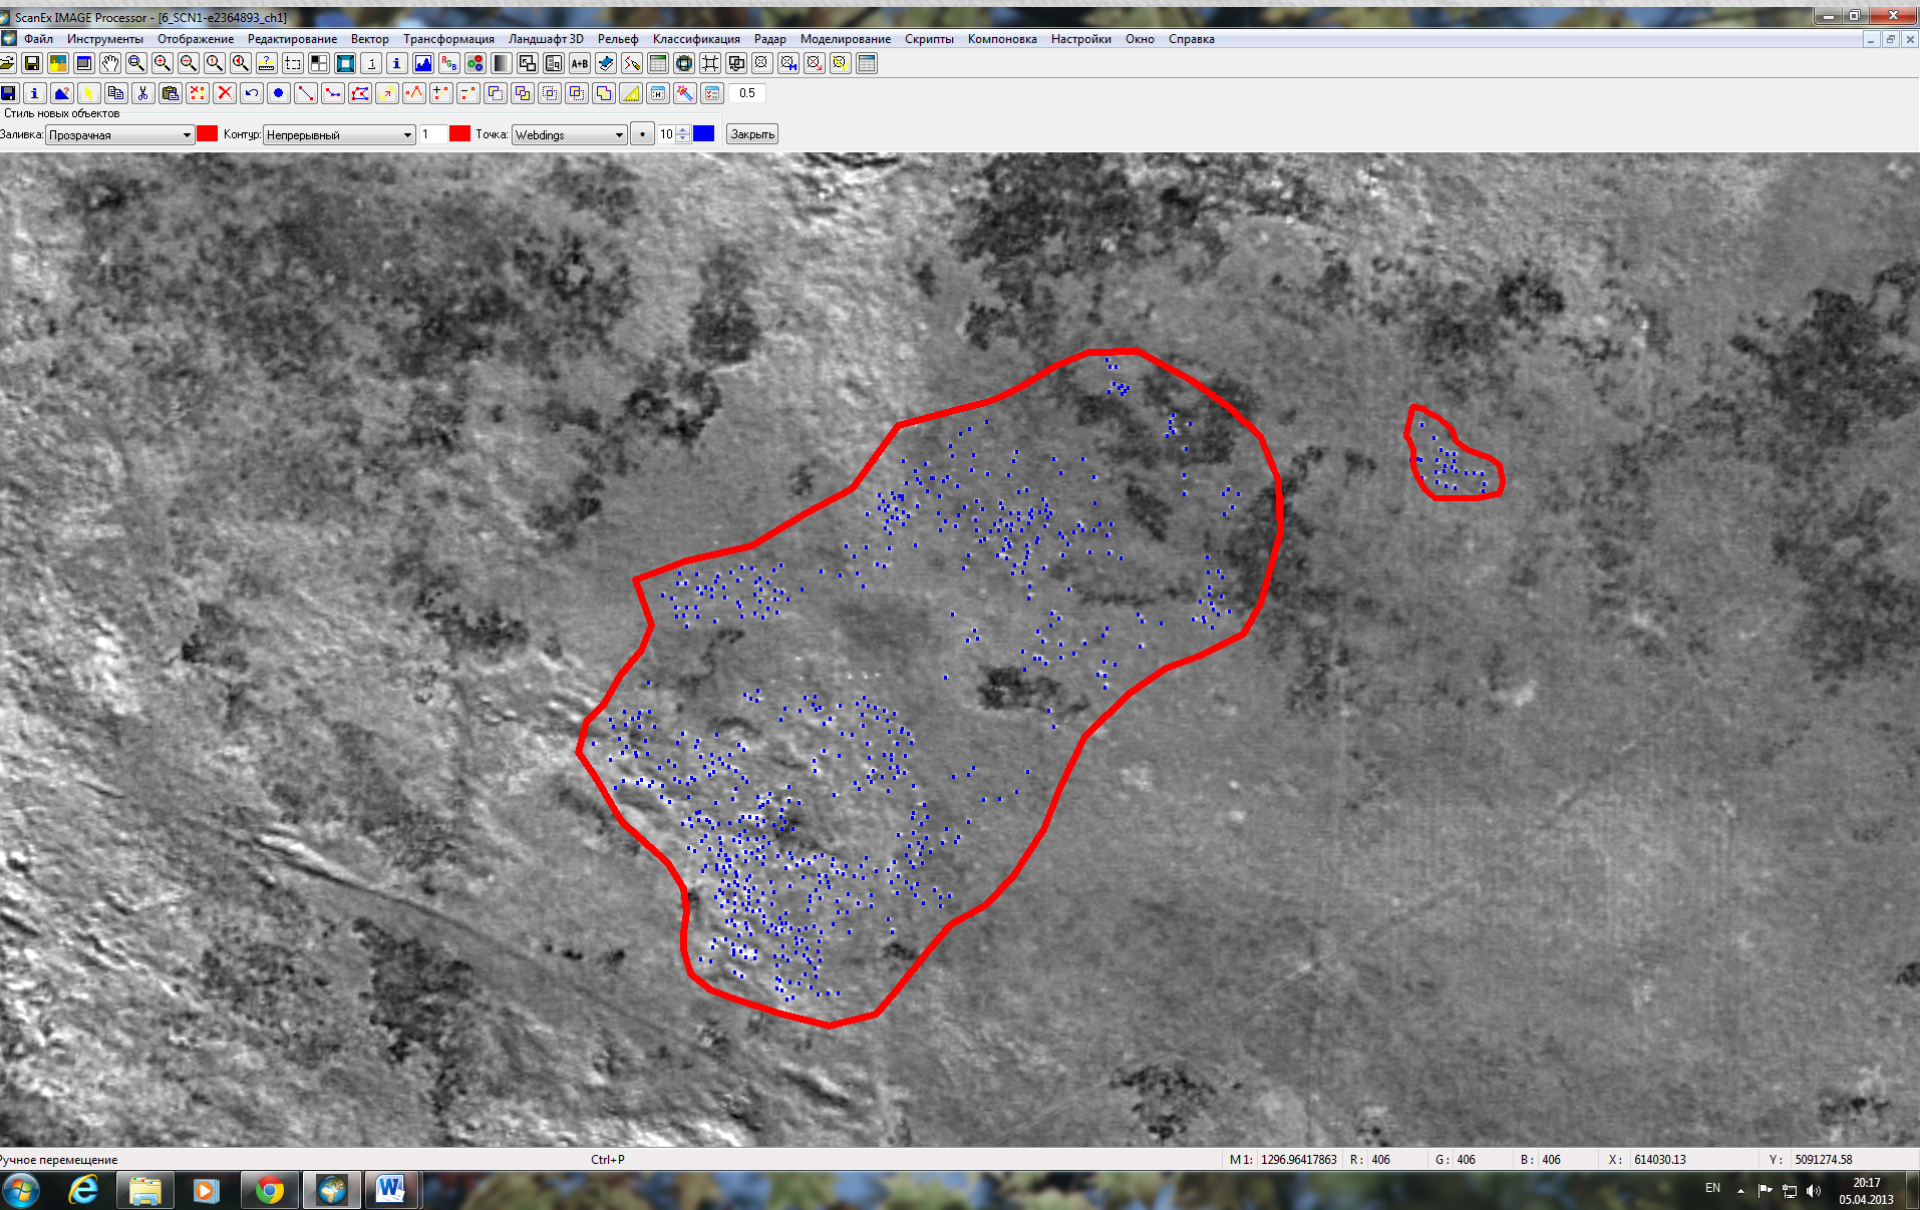 ScanEx IMAGE Processor - [6_SCN1-e2364893_ch1]
Файл Инструменты Отображение Редактирование Вектор Трансформация Ландшафт 3D Рельеф Классификация Радар Моделирование Скрипты Компоновка Настройки Окно Справка
A+B
0.5
Стиль новых объектов
Заливка: Прозрачная Контур: Непрерывный 1 Точка: Webdings 10 Закрыть
Ручное перемещение Ctrl+P M 1: 1296.96417863 R: 406 G: 406 B: 406 X: 614030.13 Y: 5091274.58
EN 20:17
05.04.2013